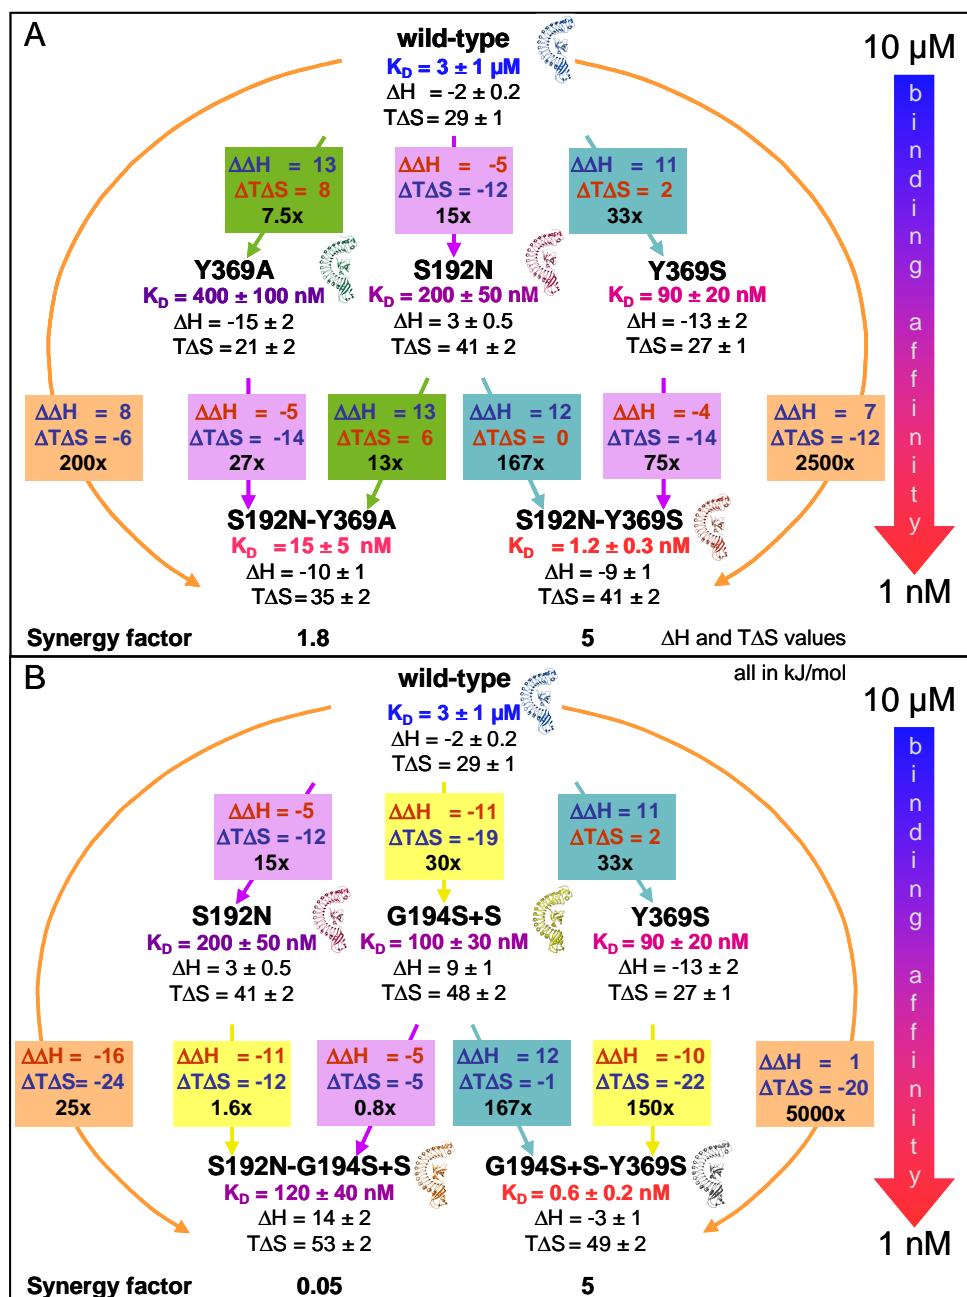 A
wild-type
K_D = 3 ± 1 µM
ΔH = -2 ± 0.2
TΔS = 29 ± 1
10 µM
binding affinity
1 nM
ΔΔH = 13
ΔTΔS = 8
7.5x
ΔΔH = -5
ΔTΔS = -12
15x
ΔΔH = 11
ΔTΔS = 2
33x
Y369A
K_D = 400 ± 100 nM
ΔH = -15 ± 2
TΔS = 21 ± 2
S192N
K_D = 200 ± 50 nM
ΔH = 3 ± 0.5
TΔS = 41 ± 2
Y369S
K_D = 90 ± 20 nM
ΔH = -13 ± 2
TΔS = 27 ± 1
ΔΔH = 8
ΔTΔS = -6
200x
ΔΔH = -5
ΔTΔS = -14
27x
ΔΔH = 13
ΔTΔS = 6
13x
ΔΔH = 12
ΔTΔS = 0
167x
ΔΔH = -4
ΔTΔS = -14
75x
ΔΔH = 7
ΔTΔS = -12
2500x
S192N-Y369A
K_D = 15 ± 5 nM
ΔH = -10 ± 1
TΔS = 35 ± 2
S192N-Y369S
K_D = 1.2 ± 0.3 nM
ΔH = -9 ± 1
TΔS = 41 ± 2
Synergy factor 1.8 5
ΔH and TΔS values
all in kJ/mol
B
wild-type
K_D = 3 ± 1 µM
ΔH = -2 ± 0.2
TΔS = 29 ± 1
10 µM
binding affinity
1 nM
ΔΔH = -5
ΔTΔS = -12
15x
ΔΔH = -11
ΔTΔS = -19
30x
ΔΔH = 11
ΔTΔS = 2
33x
S192N
K_D = 200 ± 50 nM
ΔH = 3 ± 0.5
TΔS = 41 ± 2
G194S+S
K_D = 100 ± 30 nM
ΔH = 9 ± 1
TΔS = 48 ± 2
Y369S
K_D = 90 ± 20 nM
ΔH = -13 ± 2
TΔS = 27 ± 1
ΔΔH = -16
ΔTΔS= -24
25x
ΔΔH = -11
ΔTΔS = -12
1.6x
ΔΔH = -5
ΔTΔS = -5
0.8x
ΔΔH = 12
ΔTΔS = -1
167x
ΔΔH = -10
ΔTΔS = -22
150x
ΔΔH = 1
ΔTΔS = -20
5000x
S192N-G194S+S
K_D = 120 ± 40 nM
ΔH = 14 ± 2
TΔS = 53 ± 2
G194S+S-Y369S
K_D = 0.6 ± 0.2 nM
ΔH = -3 ± 1
TΔS = 49 ± 2
Synergy factor 0.05 5